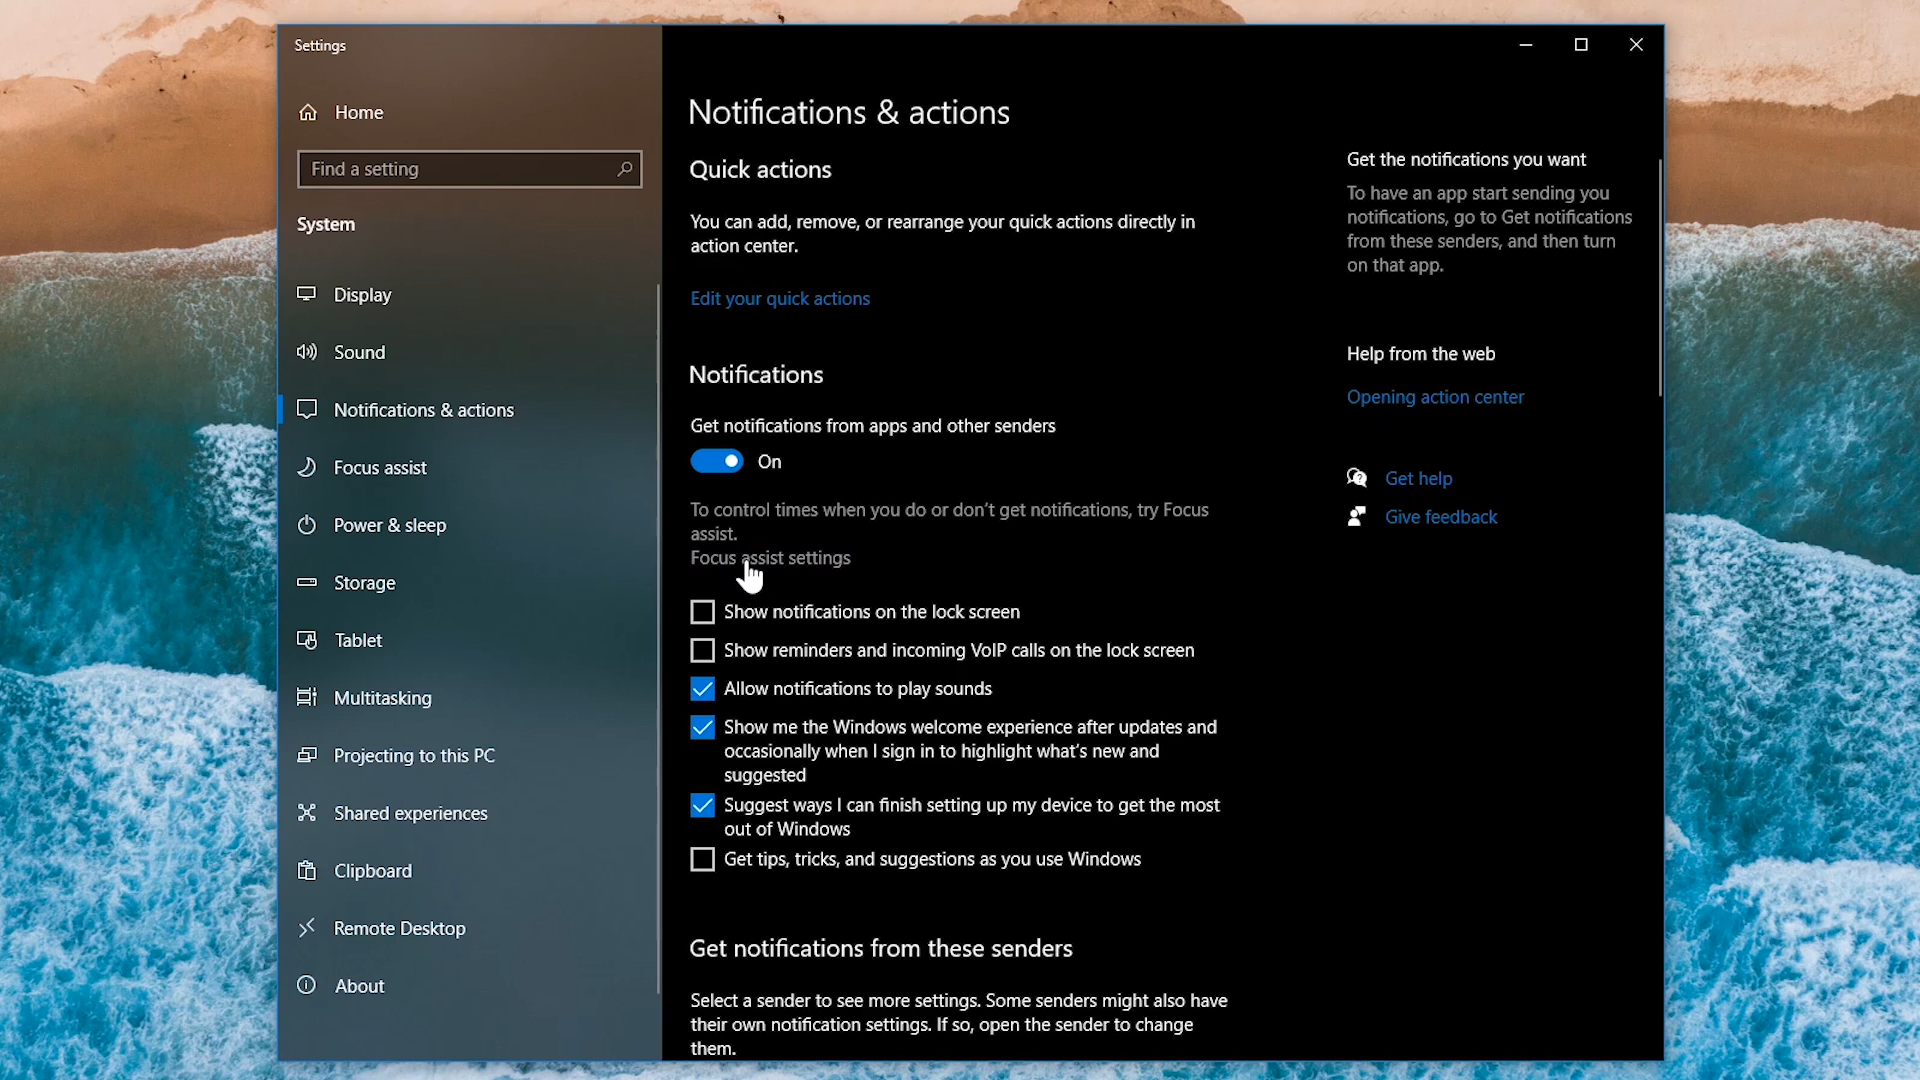 Settings
Home
Find a setting
System
Display
Sound
Notifications & actions
Focus assist
Power & sleep
Storage
Tablet
Multitasking
Projecting to this PC
Shared experiences
Clipboard
Remote Desktop
About
Notifications & actions
Quick actions
You can add, remove, or rearrange your quick actions directly in
action center.
Edit your quick actions
Notifications
Get notifications from apps and other senders
On
To control times when you do or don't get notifications, try Focus
assist.
Focus assist settings
Show notifications on the lock screen
Show reminders and incoming VoIP calls on the lock screen
Allow notifications to play sounds
Show me the Windows welcome experience after updates and
occasionally when I sign in to highlight what's new and
suggested
Suggest ways I can finish setting up my device to get the most
out of Windows
Get tips, tricks, and suggestions as you use Windows
Get notifications from these senders
Select a sender to see more settings. Some senders might also have
their own notification settings. If so, open the sender to change
them.
Get the notifications you want
To have an app start sending you
notifications, go to Get notifications
from these senders, and then turn
on that app.
Help from the web
Opening action center
Get help
Give feedback